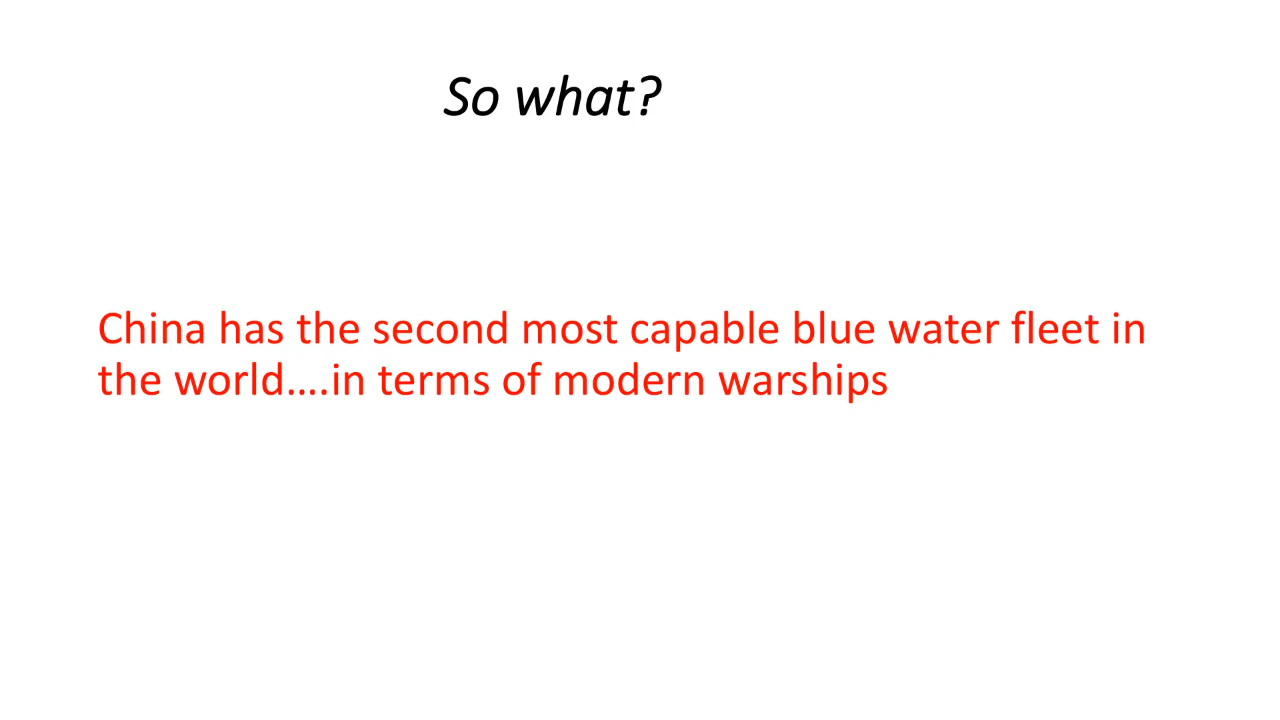 So what?
China has the second most capable blue water fleet in
the world....in terms of modern warships